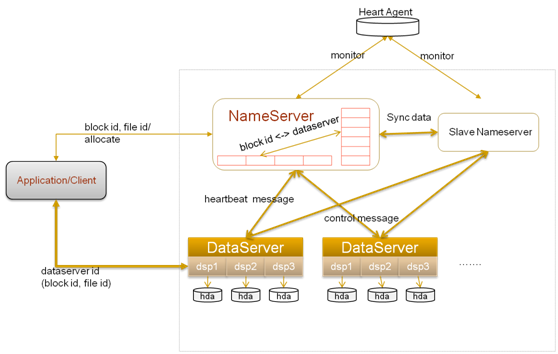 Heart Agent
monitor
monitor
NameServer
block id <-> dataserver
Sync data
Slave Nameserver
block id, file id/
allocate
Application/Client
heartbeat message
control message
DataServer
dsp1 dsp2 dsp3
hda hda hda
DataServer
dsp1 dsp2 dsp3
hda hda hda
.......
dataserver id
(block id, file id)